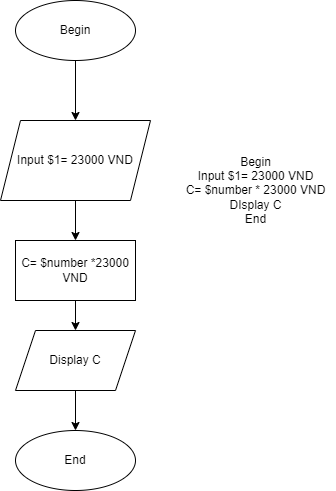 Begin
Input $1= 23000 VND
C= $number *23000
VND
Display C
End
Begin
Input $1= 23000 VND
C= $number * 23000 VND
DIsplay C
End